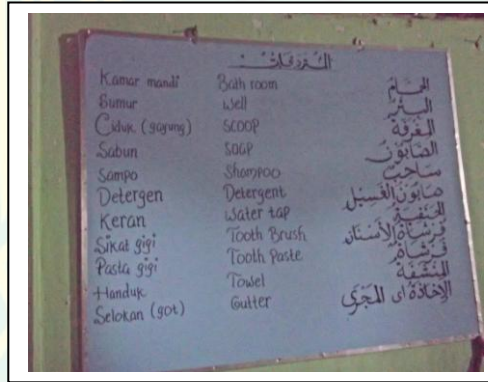 المفردات
Kamar mandi Bath room الحمام
Sumur Well البئر
Ciduk (gayung) Scoop المغرفة
Sabun Soap الصابون
Sampo Shampoo
Detergen Detergent صابون الغسيل
Keran Water tap الحنفية
Sikat gigi Tooth Brush فرشاة الأسنان
Pasta gigi Tooth Paste فرشاة
Handuk Towel المنشفة
Selokan (got) Gutter المجرى